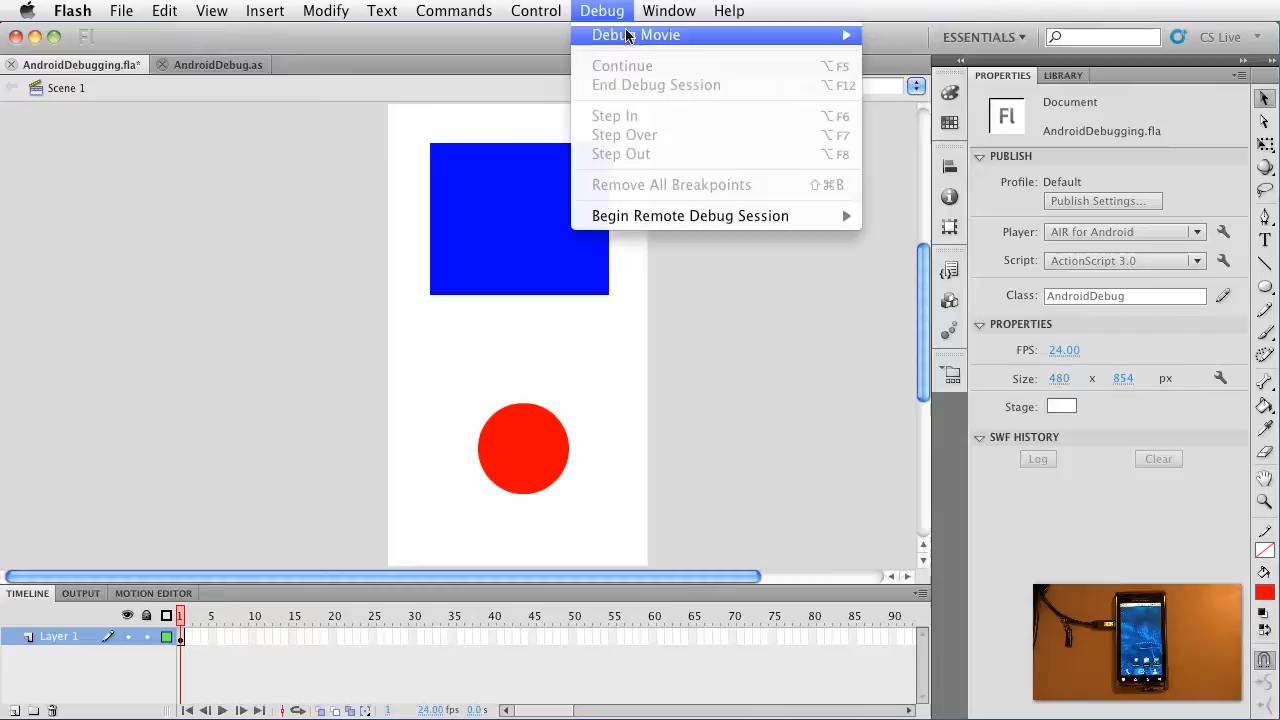 Flash File Edit View Insert Modify Text Commands Control Debug Window Help
Fl ESSENTIALS CS Live
AndroidDebugging.fla* AndroidDebug.as
Scene 1
Debug Movie
Continue ⌥F5
End Debug Session ⌥F12
Step In ⌥F6
Step Over ⌥F7
Step Out ⌥F8
Remove All Breakpoints ⇧⌘B
Begin Remote Debug Session
PROPERTIES LIBRARY
Fl
Document
AndroidDebugging.fla
PUBLISH
Profile: Default
Publish Settings...
Player: AIR for Android
Script: ActionScript 3.0
Class: AndroidDebug
PROPERTIES
FPS: 24.00
Size: 480 x 854 px
Stage:
SWF HISTORY
Log Clear
TIMELINE OUTPUT MOTION EDITOR
1 5 10 15 20 25 30 35 40 45 50 55 60 65 70 75 80 85 90
Layer 1
1 24.00 fps 0.0 s